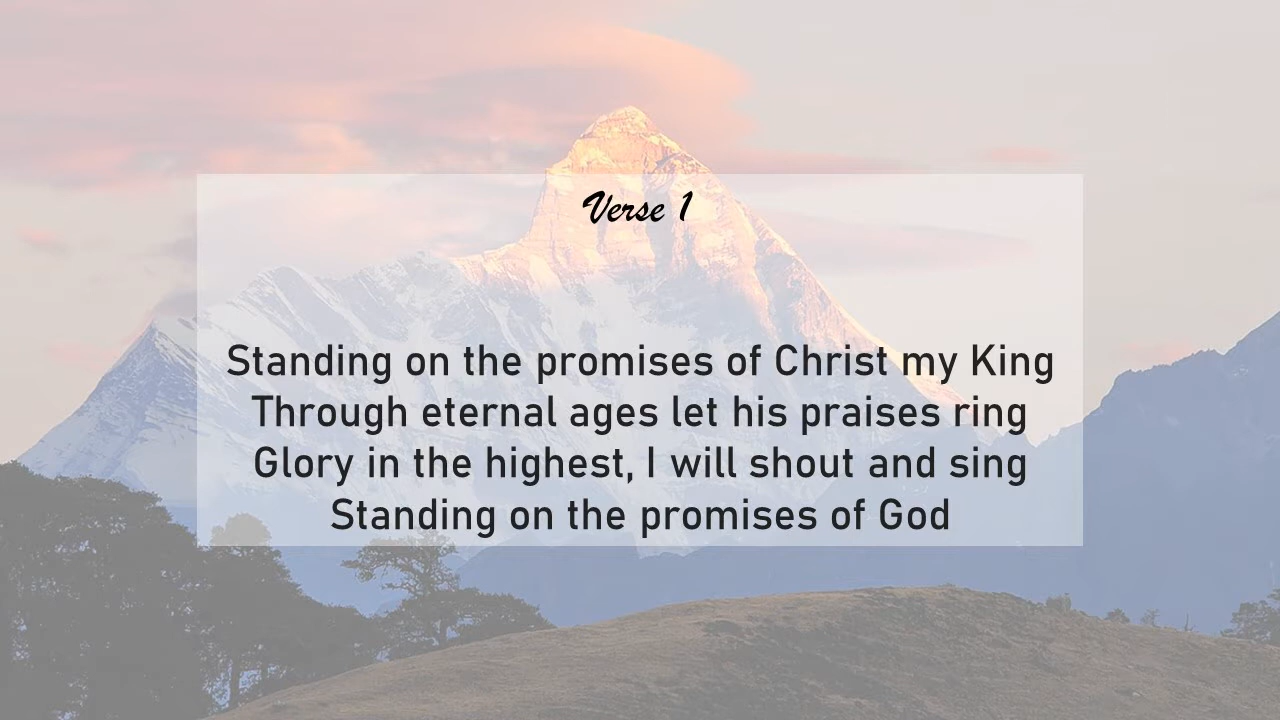 Verse 1
Standing on the promises of Christ my King
Through eternal ages let his praises ring
Glory in the highest, I will shout and sing
Standing on the promises of God